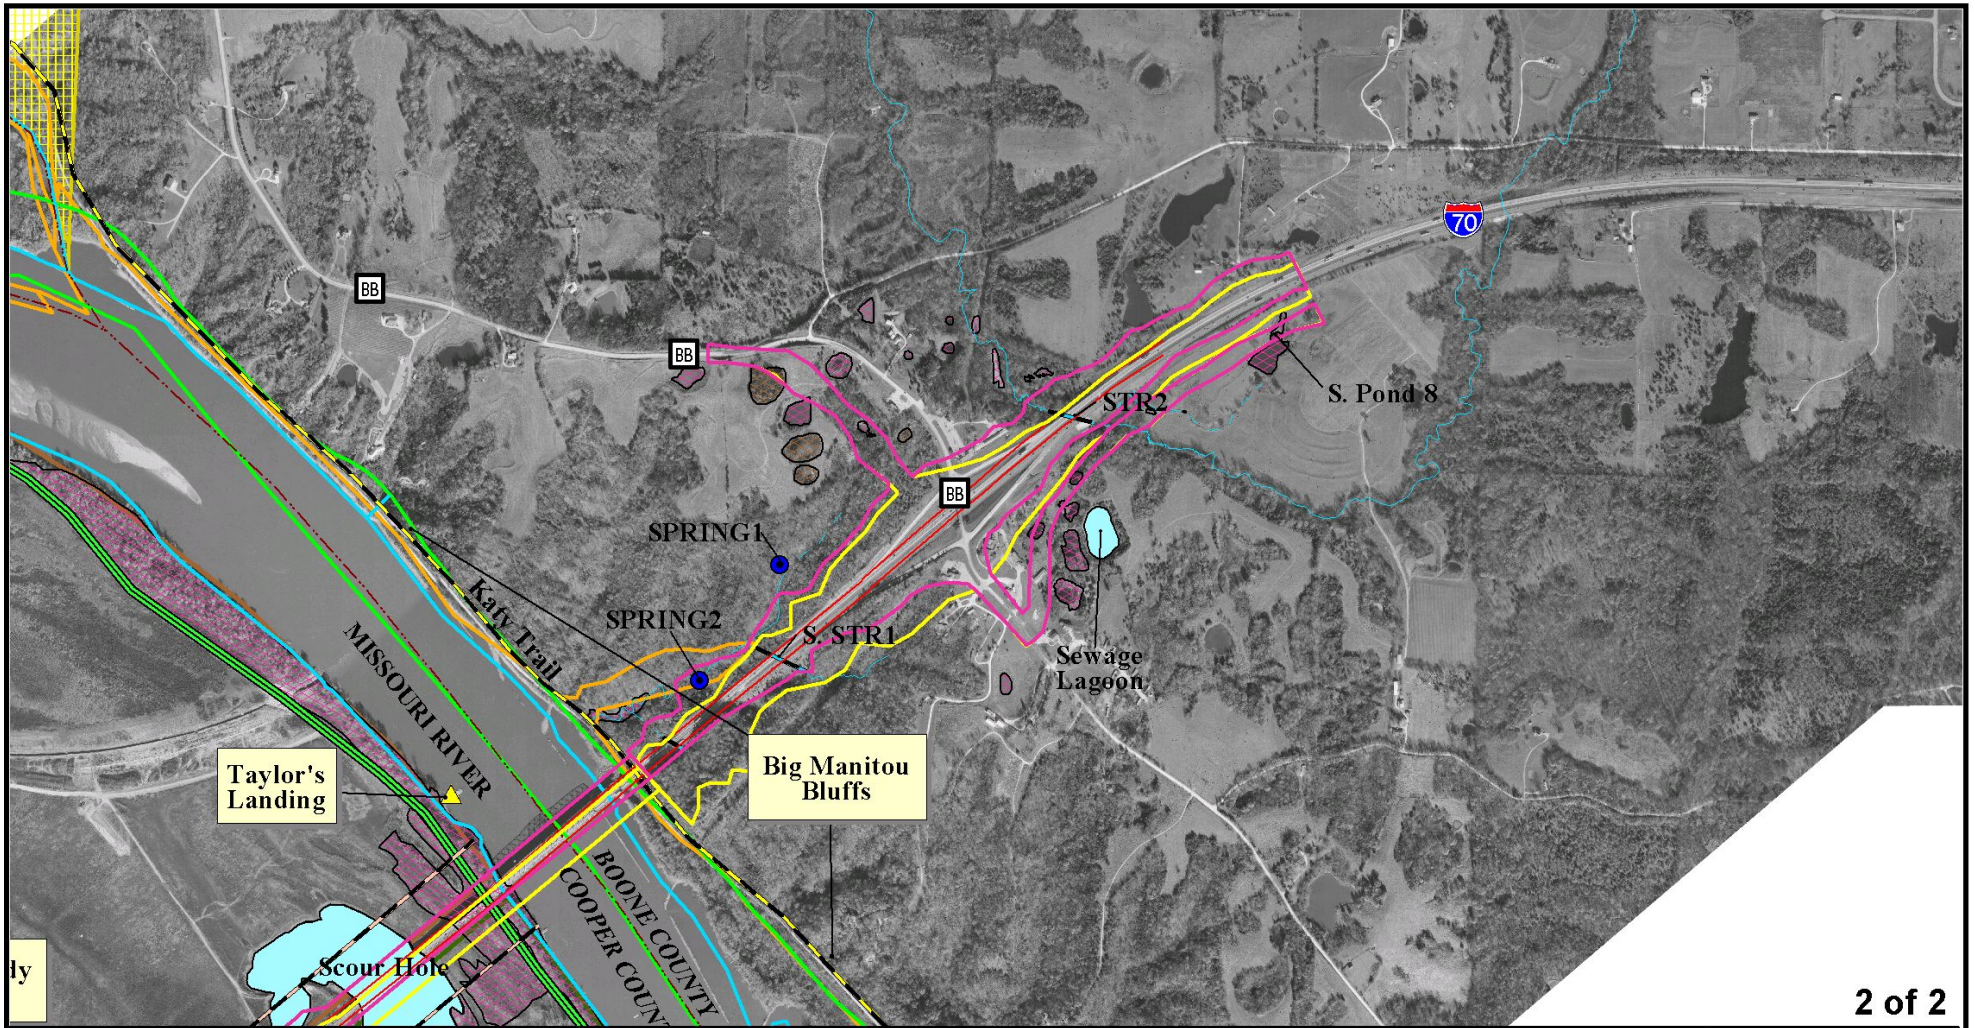 70
BB
BB
STR2
S. Pond 8
BB
SPRING1
SPRING2
Katy Trail
S. STR1
Sewage
Lagoon
MISSOURI RIVER
Taylor's
Landing
Big Manitou
Bluffs
BOONE COUNTY
COOPER COUN
Scour Hole
dy
2 of 2